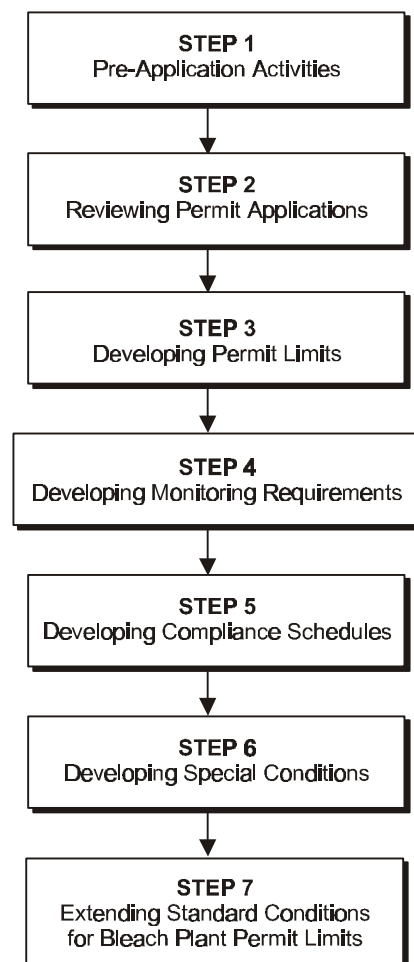 STEP 1
Pre-Application Activities
STEP 2
Reviewing Permit Applications
STEP 3
Developing Permit Limits
STEP 4
Developing Monitoring Requirements
STEP 5
Developing Compliance Schedules
STEP 6
Developing Special Conditions
STEP 7
Extending Standard Conditions
for Bleach Plant Permit Limits